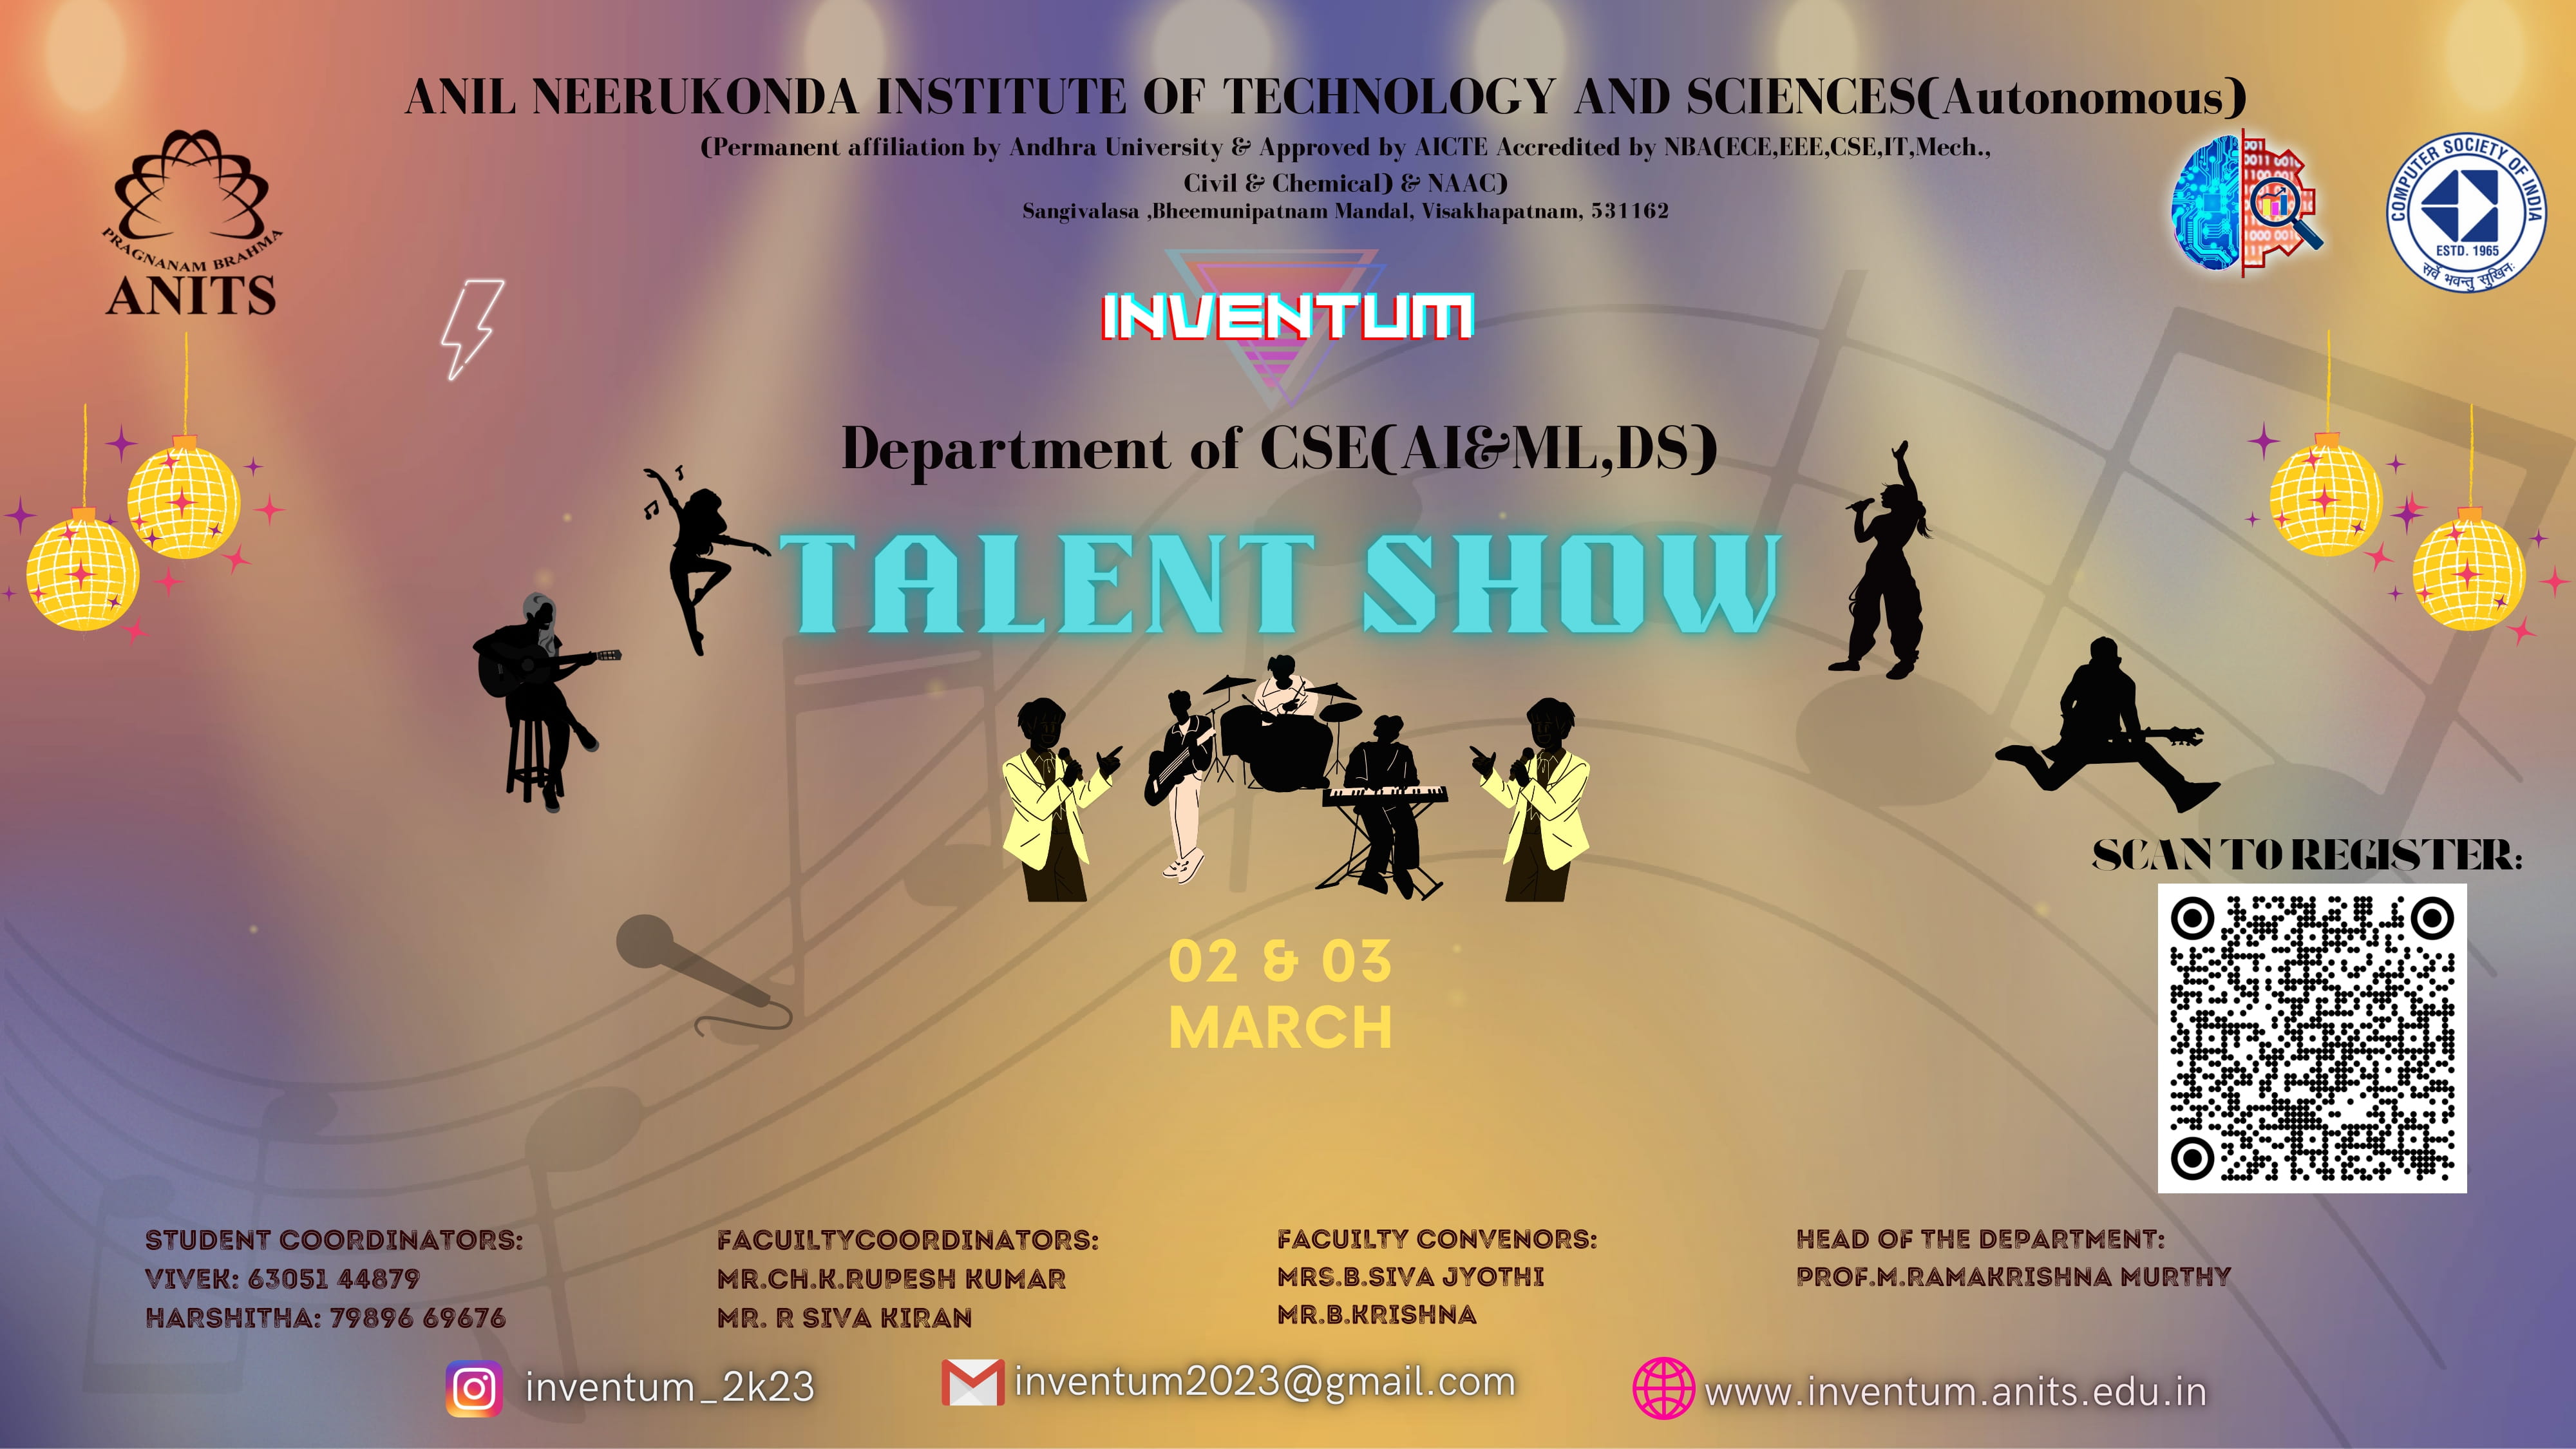 ANIL NEERUKONDA INSTITUTE OF TECHNOLOGY AND SCIENCES(Autonomous)
(Permanent affiliation by Andhra University & Approved by AICTE Accredited by NBA(ECE,EEE,CSE,IT,Mech.,
Civil & Chemical) & NAAC)
Sangivalasa ,Bheemunipatnam Mandal, Visakhapatnam, 531162
PRAGNANAM BRAHMA
ANITS
COMPUTER SOCIETY OF INDIA
ESTD. 1965
सर्वे भवन्तु सुखिनः
INVENTUM
Department of CSE(AI&ML,DS)
TALENT SHOW
02 & 03
MARCH
SCAN TO REGISTER:
STUDENT COORDINATORS:
VIVEK: 63051 44879
HARSHITHA: 79896 69676
FACUILTYCOORDINATORS:
MR.CH.K.RUPESH KUMAR
MR. R SIVA KIRAN
FACUILTY CONVENORS:
MRS.B.SIVA JYOTHI
MR.B.KRISHNA
HEAD OF THE DEPARTMENT:
PROF.M.RAMAKRISHNA MURTHY
inventum_2k23
inventum2023@gmail.com
www.inventum.anits.edu.in